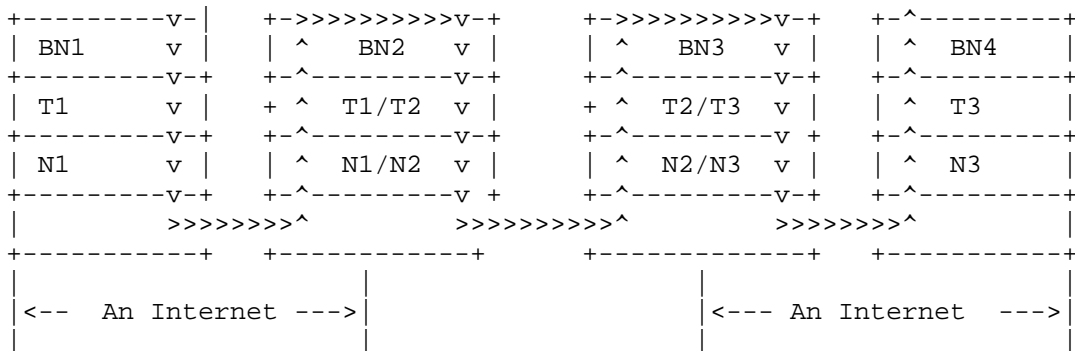 +---------v-|   +->>>>>>>>>>v-+     +->>>>>>>>>>v-+   +-^---------+
| BN1     v |   | ^   BN2   v |     | ^   BN3   v |   | ^  BN4    |
+---------v-+   +-^---------v-+     +-^---------v-+   +-^---------+
| T1      v |   + ^  T1/T2  v |     + ^  T2/T3  v |   | ^  T3     |
+---------v-+   +-^---------v-+     +-^---------v +   +-^---------+
| N1      v |   | ^  N1/N2  v |     | ^  N2/N3  v |   | ^  N3     |
+---------v-+   +-^---------v +     +-^---------v-+   +-^---------+
|         >>>>>>>>^         >>>>>>>>>>^         >>>>>>>>^         |
+-----------+   +------------+       +-------------+  +-----------+
|                     |                     |                     |
|<--  An Internet --->|                     |<--- An Internet  --->|
|                     |                     |                     |